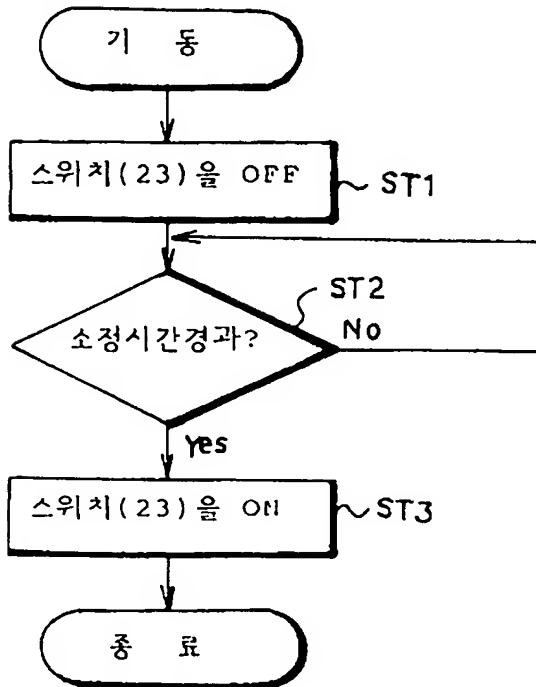 기 동
스위치(23)을 OFF
ST1
ST2
소정시간경과?
No
Yes
스위치(23)을 ON
ST3
종 료